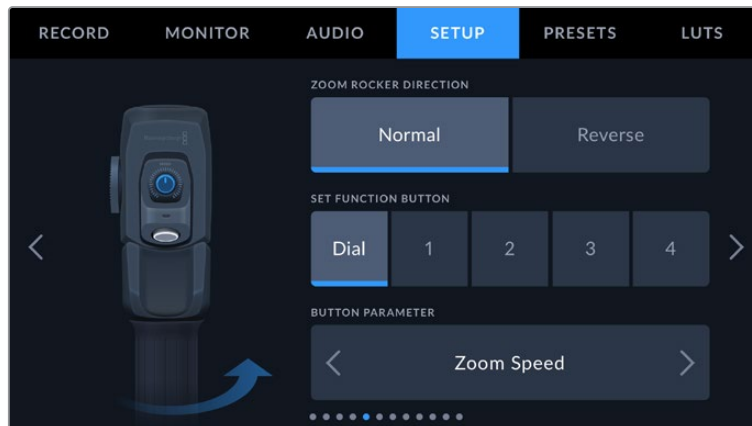 RECORD MONITOR AUDIO SETUP PRESETS LUTS
ZOOM ROCKER DIRECTION
Normal Reverse
SET FUNCTION BUTTON
Dial 1 2 3 4
BUTTON PARAMETER
Zoom Speed